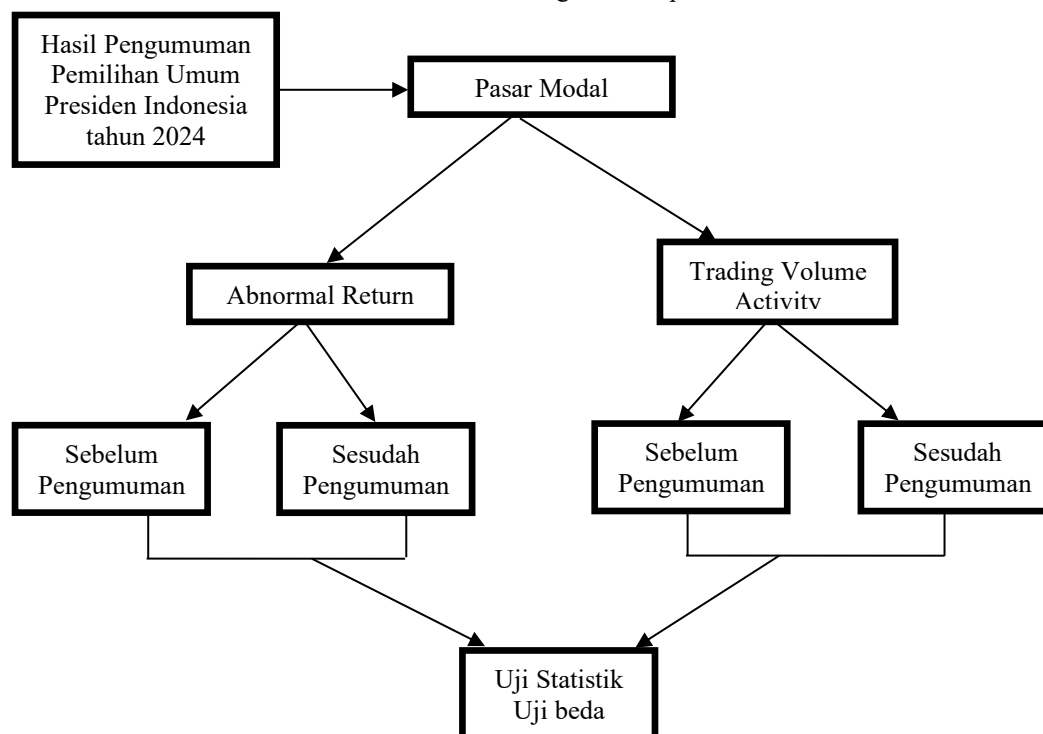 Hasil Pengumuman
Pemilihan Umum
Presiden Indonesia
tahun 2024
Pasar Modal
Abnormal Return
Trading Volume
Activity
Sebelum
Pengumuman
Sesudah
Pengumuman
Sebelum
Pengumuman
Sesudah
Pengumuman
Uji Statistik
Uji beda